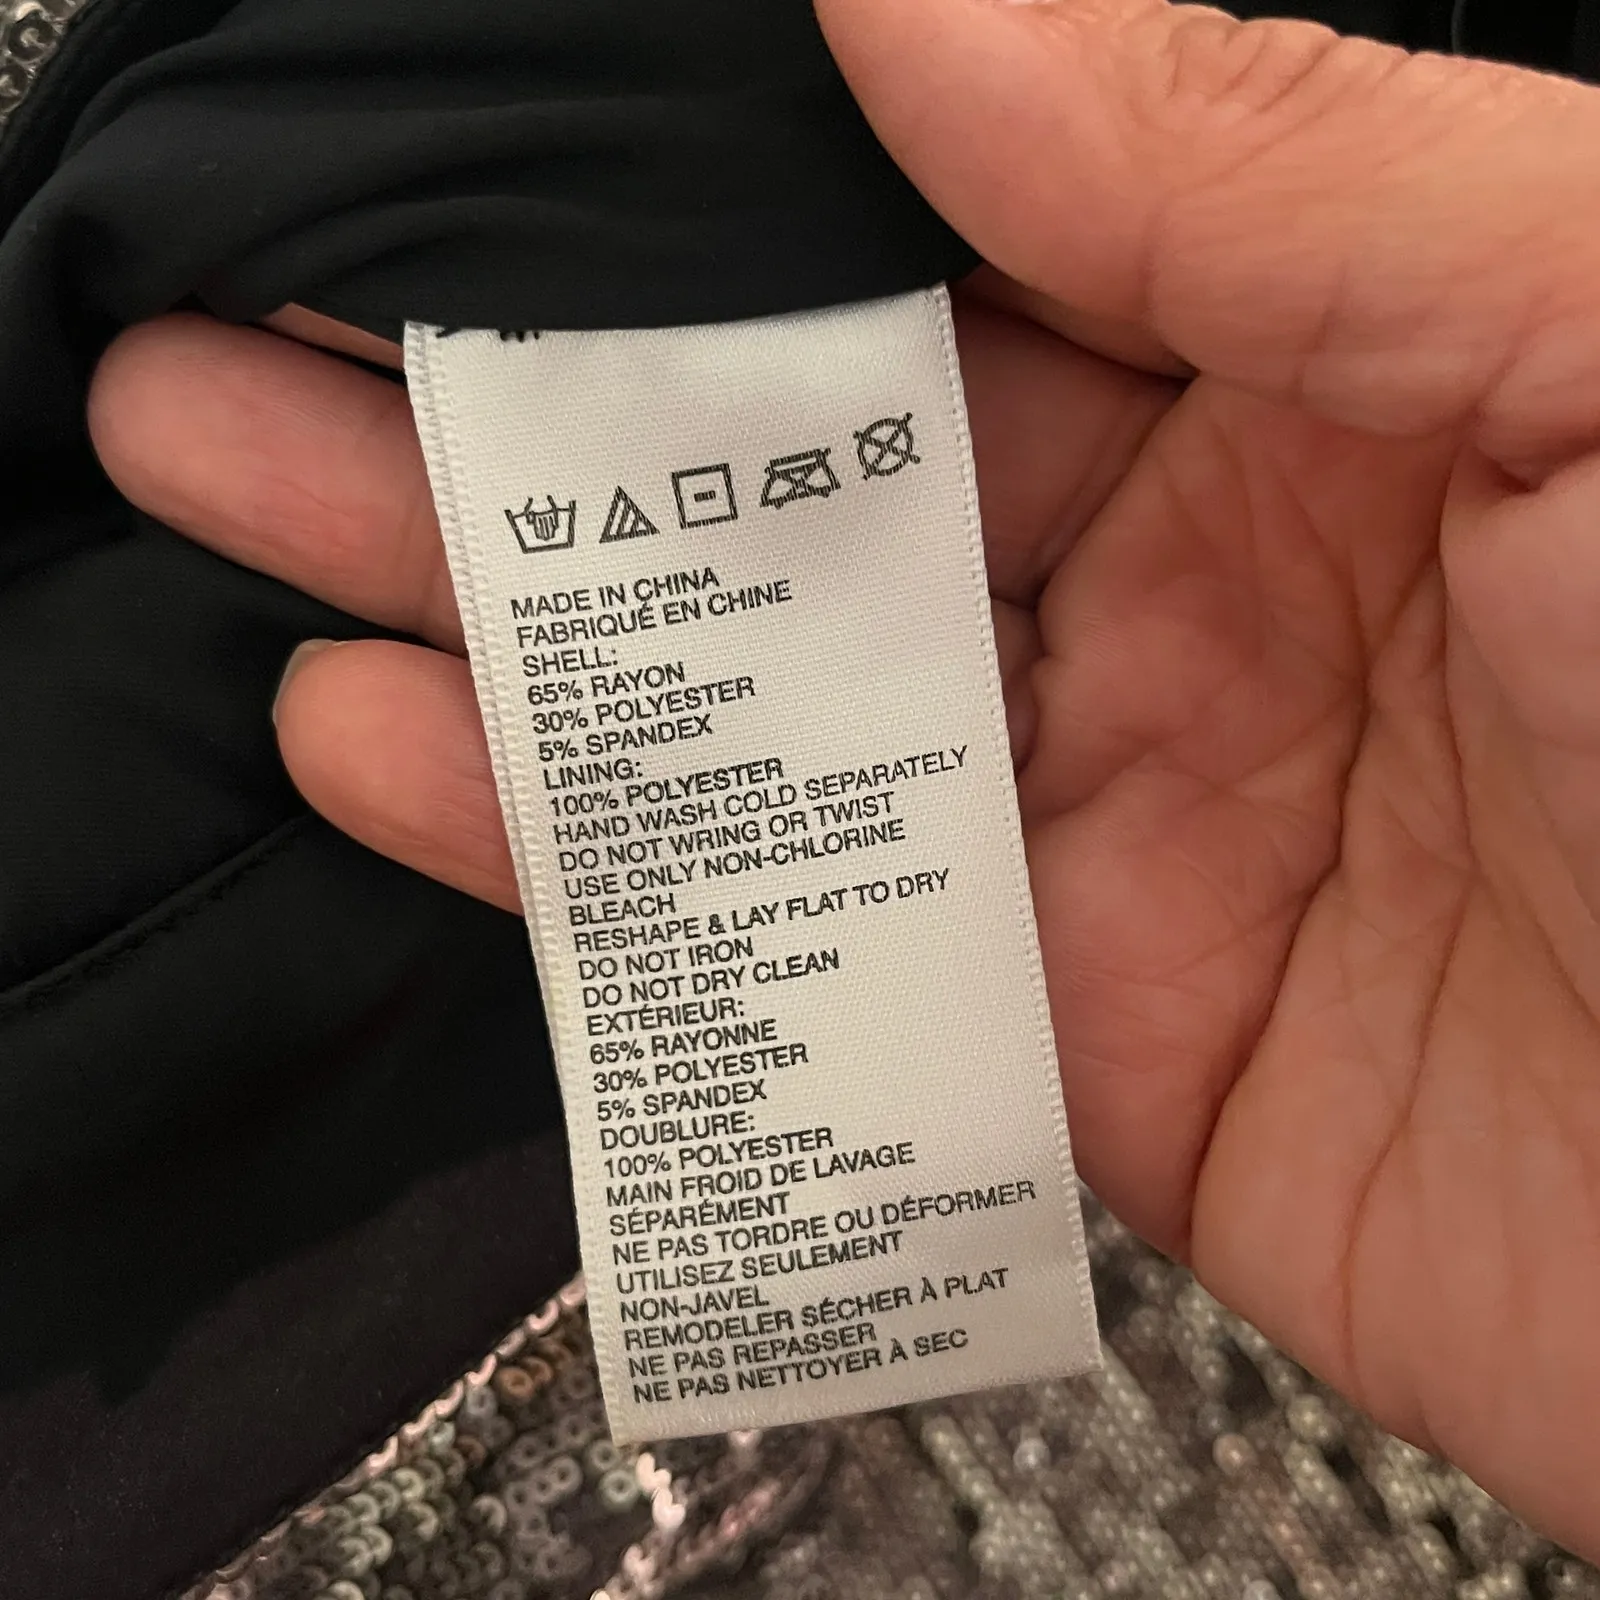 MADE IN CHINA
FABRIQUÉ EN CHINE
SHELL:
65% RAYON
30% POLYESTER
5% SPANDEX
LINING:
100% POLYESTER
HAND WASH COLD SEPARATELY
DO NOT WRING OR TWIST
USE ONLY NON-CHLORINE
BLEACH
RESHAPE & LAY FLAT TO DRY
DO NOT IRON
DO NOT DRY CLEAN
EXTÉRIEUR:
65% RAYONNE
30% POLYESTER
5% SPANDEX
DOUBLURE:
100% POLYESTER
MAIN FROID DE LAVAGE
SÉPARÉMENT
NE PAS TORDRE OU DÉFORMER
UTILISEZ SEULEMENT
NON-JAVEL
REMODELER SÉCHER À PLAT
NE PAS REPASSER
NE PAS NETTOYER À SEC